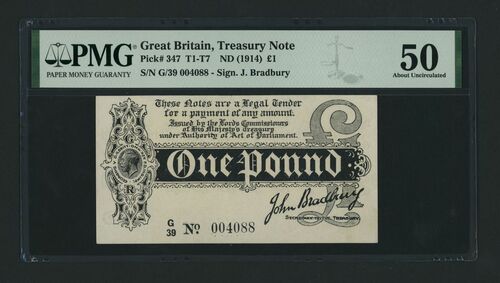 PMG
PAPER MONEY GUARANTY
Great Britain, Treasury Note
Pick# 347 T1-T7 ND (1914) £1
S/N G/39 004088 - Sign. J. Bradbury
50
About Uncirculated
These Notes are a Legal Tender
for a payment of any amount.
Issued by the Lords Commissioners
of His Majesty's Treasury
under Authority of Act of Parliament.
£
R
One Pound
John Bradbury
SECRETARY TO THE TREASURY
£1
G
39 No 004088